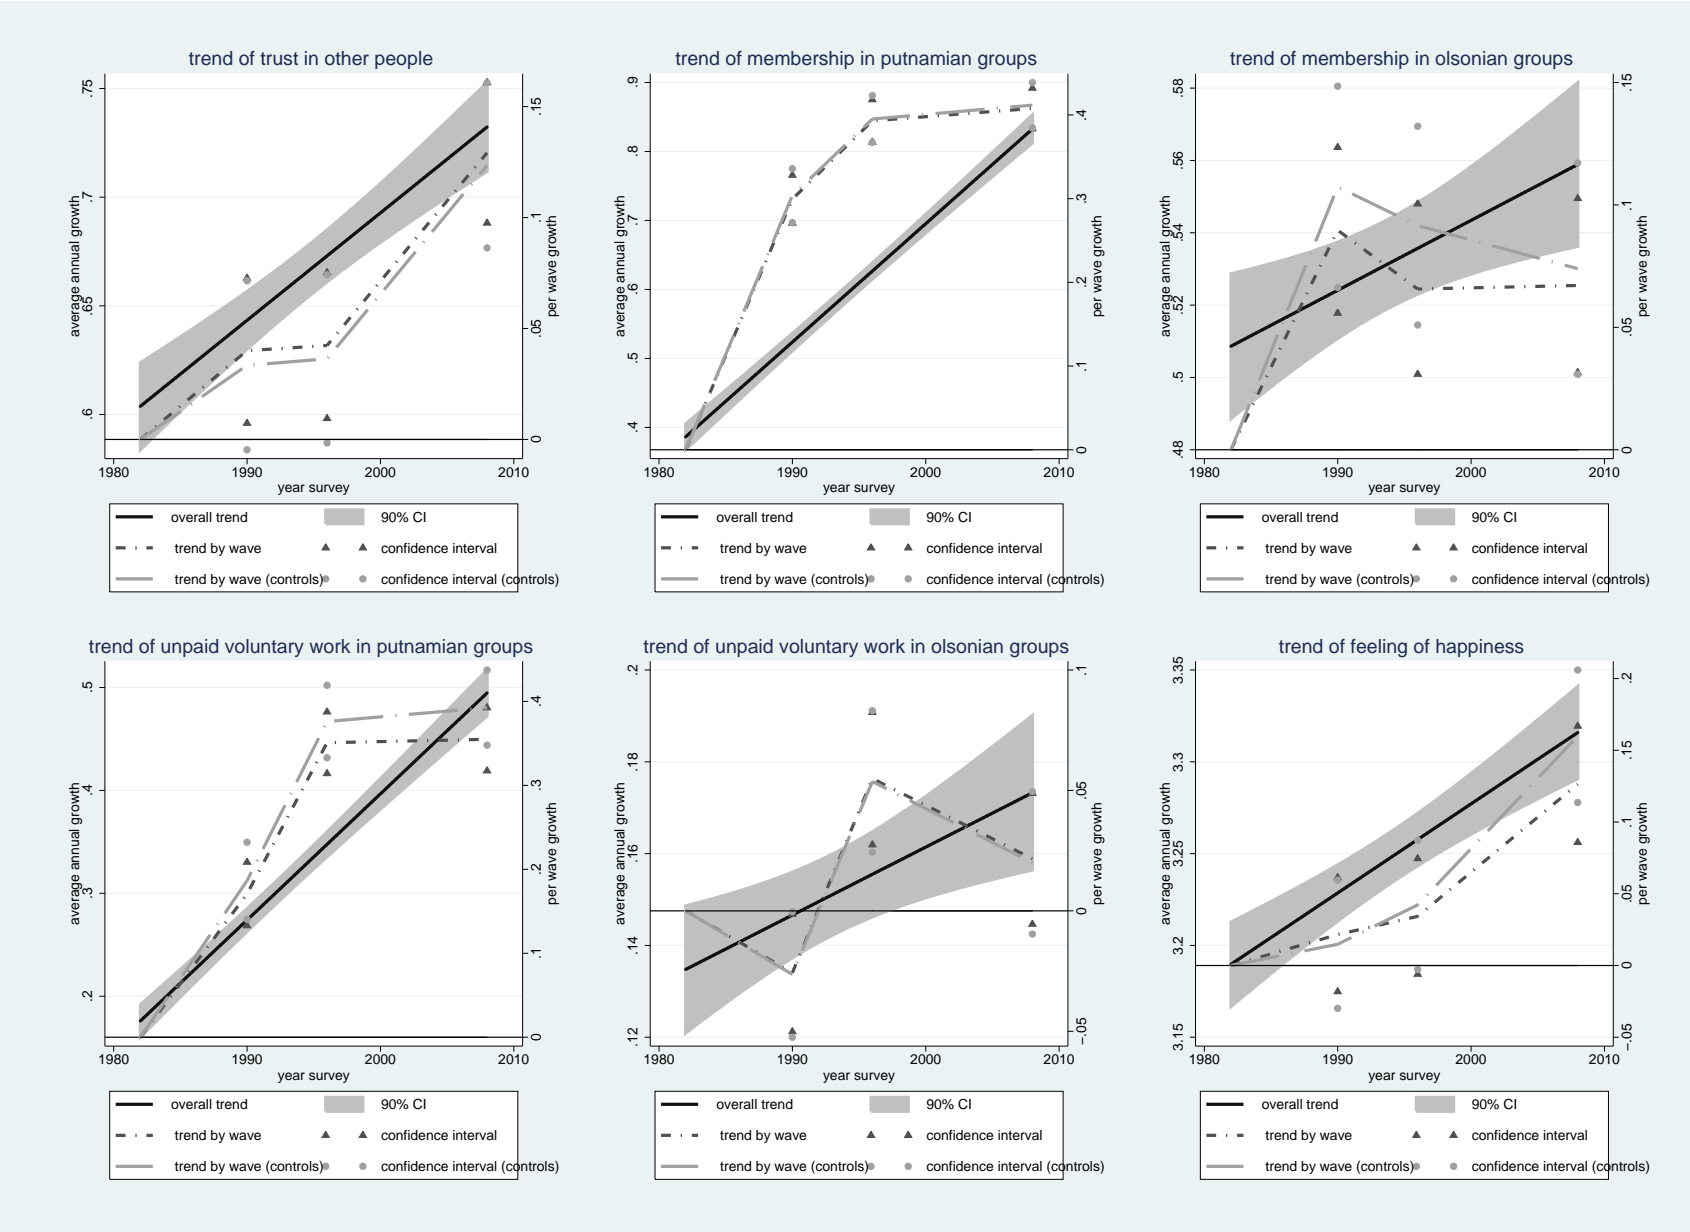 trend of trust in other people
.75
.7
.65
.6
average annual growth
.15
.1
.05
0
per wave growth
1980 1990 2000 2010
year survey
overall trend 90% CI
trend by wave confidence interval
trend by wave (controls) confidence interval (controls)
trend of membership in putnamian groups
.9
.8
.7
.6
.5
.4
average annual growth
.4
.3
.2
.1
0
per wave growth
1980 1990 2000 2010
year survey
overall trend 90% CI
trend by wave confidence interval
trend by wave (controls) confidence interval (controls)
trend of membership in olsonian groups
.58
.56
.54
.52
.5
.48
average annual growth
.15
.1
.05
0
per wave growth
1980 1990 2000 2010
year survey
overall trend 90% CI
trend by wave confidence interval
trend by wave (controls) confidence interval (controls)
trend of unpaid voluntary work in putnamian groups
.5
.4
.3
.2
average annual growth
.4
.3
.2
.1
0
per wave growth
1980 1990 2000 2010
year survey
overall trend 90% CI
trend by wave confidence interval
trend by wave (controls) confidence interval (controls)
trend of unpaid voluntary work in olsonian groups
.2
.18
.16
.14
.12
average annual growth
.1
.05
0
−.05
per wave growth
1980 1990 2000 2010
year survey
overall trend 90% CI
trend by wave confidence interval
trend by wave (controls) confidence interval (controls)
trend of feeling of happiness
3.35
3.3
3.25
3.2
3.15
average annual growth
.2
.15
.1
.05
0
−.05
per wave growth
1980 1990 2000 2010
year survey
overall trend 90% CI
trend by wave confidence interval
trend by wave (controls) confidence interval (controls)